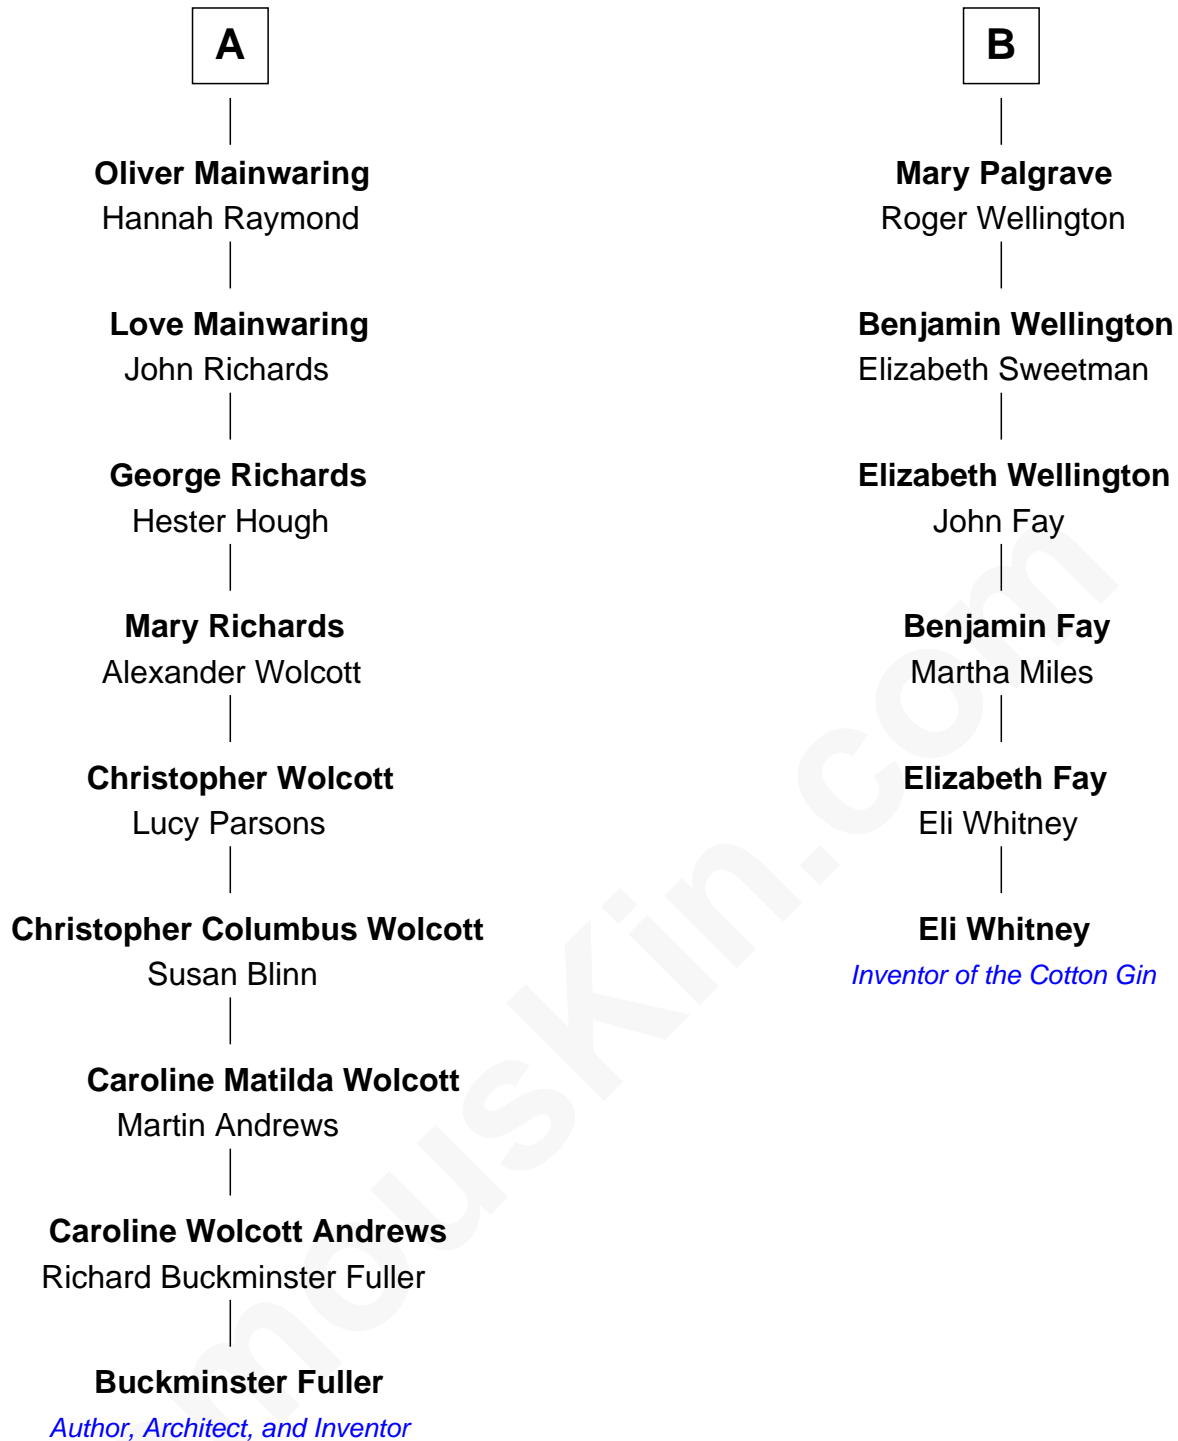 A
Oliver Mainwaring
Hannah Raymond
Love Mainwaring
John Richards
George Richards
Hester Hough
Mary Richards
Alexander Wolcott
Christopher Wolcott
Lucy Parsons
Christopher Columbus Wolcott
Susan Blinn
Caroline Matilda Wolcott
Martin Andrews
Caroline Wolcott Andrews
Richard Buckminster Fuller
Buckminster Fuller
Author, Architect, and Inventor
B
Mary Palgrave
Roger Wellington
Benjamin Wellington
Elizabeth Sweetman
Elizabeth Wellington
John Fay
Benjamin Fay
Martha Miles
Elizabeth Fay
Eli Whitney
Eli Whitney
Inventor of the Cotton Gin
mouskin.com